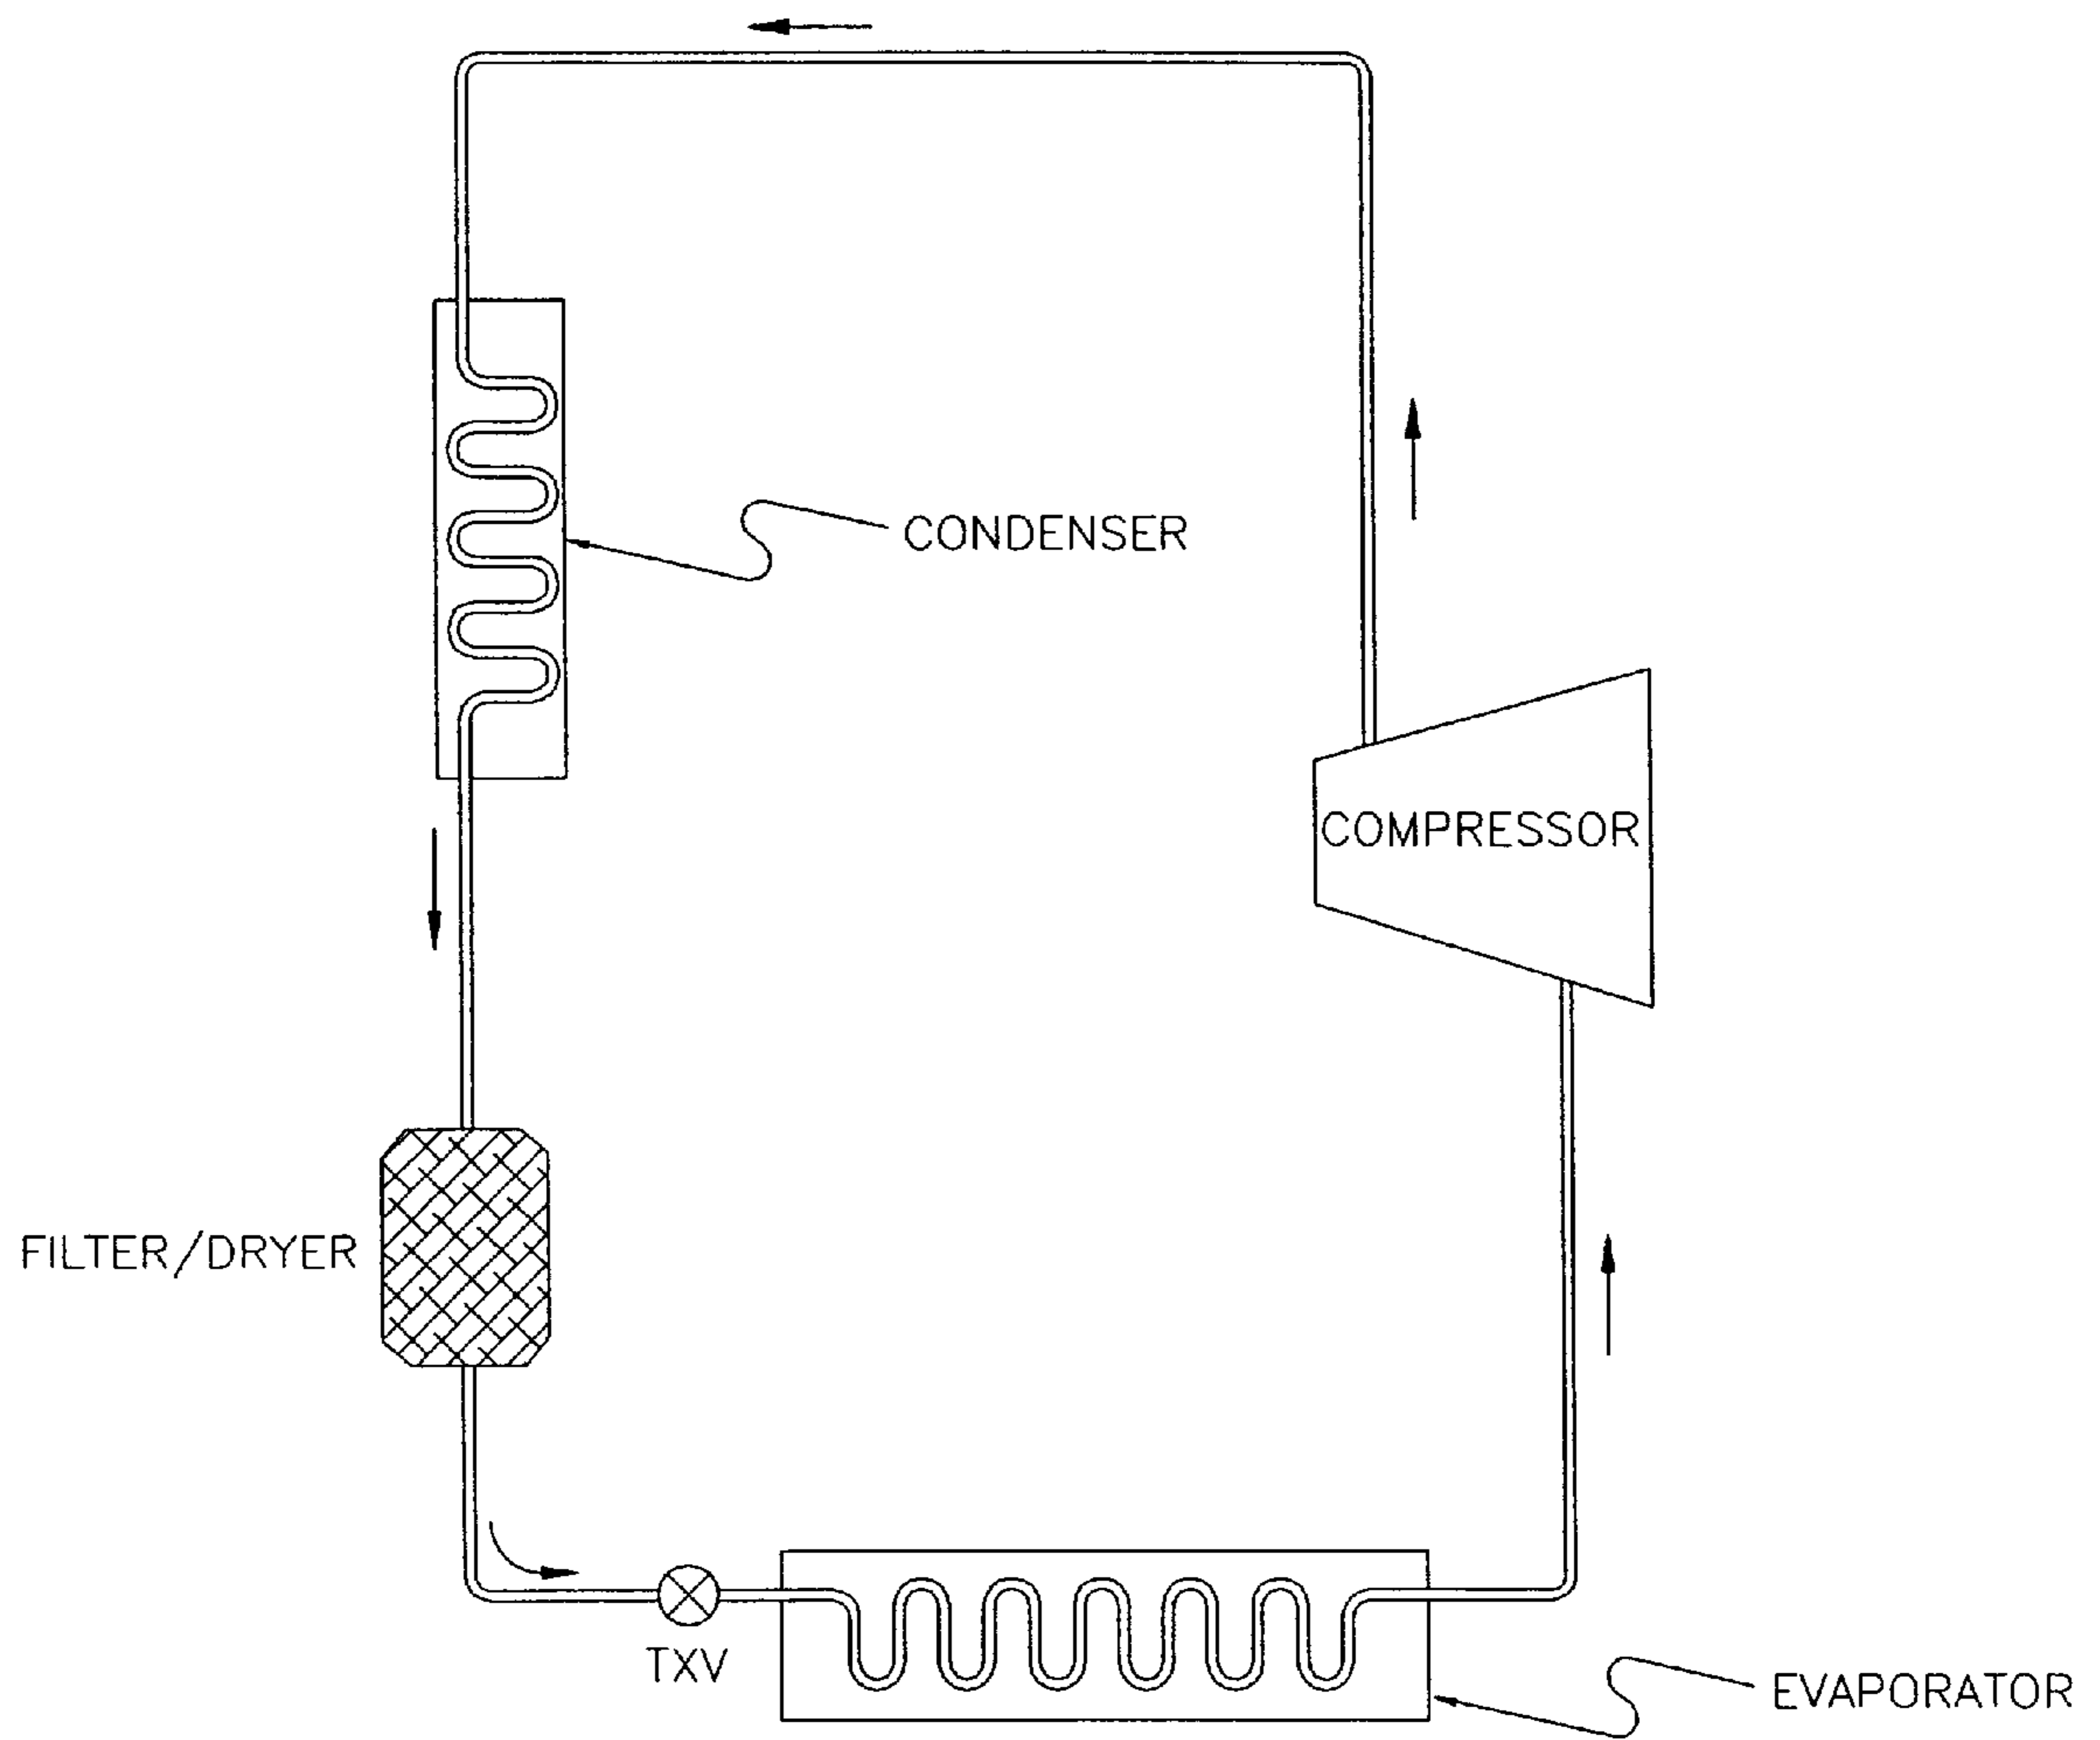 CONDENSER
COMPRESSOR
FILTER/DRYER
TXV
EVAPORATOR